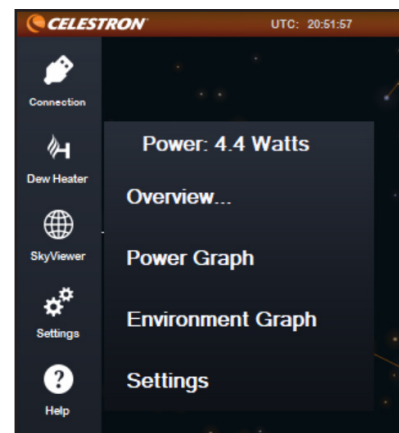 CELESTRON UTC: 20:51:57
Connection
Dew Heater
SkyViewer
Settings
?
Help
Power: 4.4 Watts
Overview...
Power Graph
Environment Graph
Settings